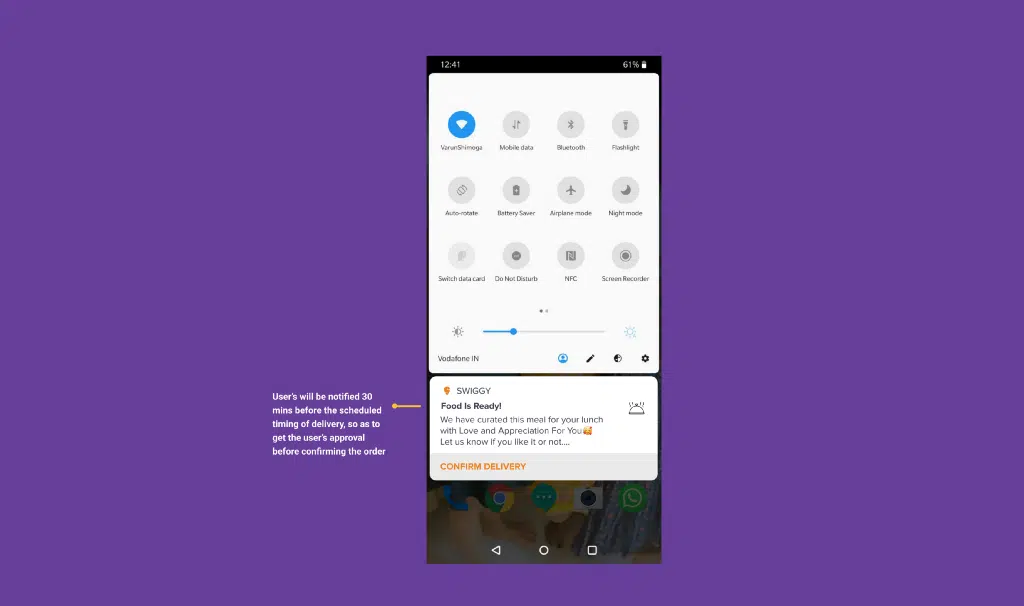 12:41 61%
VarunShimoga Mobile data Bluetooth Flashlight
Auto-rotate Battery Saver Airplane mode Night mode
Switch data card Do Not Disturb NFC Screen Recorder
Vodafone IN
User's will be notified 30
mins before the scheduled
timing of delivery, so as to
get the user's approval
before confirming the order
SWIGGY
Food Is Ready!
We have curated this meal for your lunch
with Love and Appreciation For You🥰
Let us know if you like it or not....
CONFIRM DELIVERY